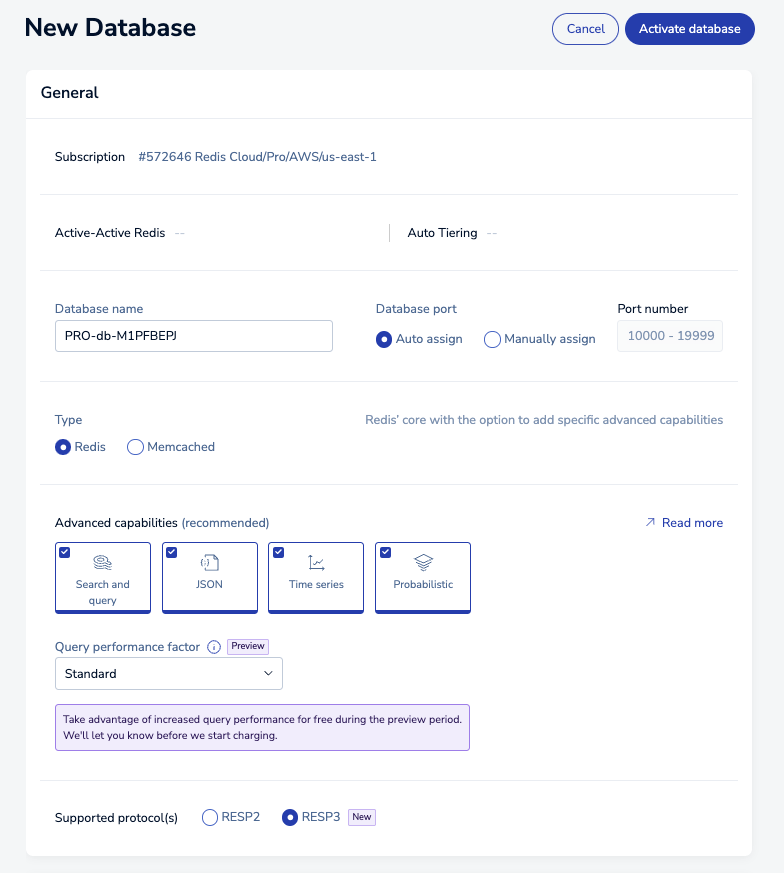 New Database
Cancel
Activate database
General
Subscription #572646 Redis Cloud/Pro/AWS/us-east-1
Active-Active Redis --
Auto Tiering --
Database name
Database port
Port number
PRO-db-M1PFBEPJ
Auto assign
Manually assign
10000 - 19999
Type
Redis' core with the option to add specific advanced capabilities
Redis
Memcached
Advanced capabilities (recommended)
Read more
Search and
query
JSON
Time series
Probabilistic
Query performance factor
Preview
Standard
Take advantage of increased query performance for free during the preview period.
We'll let you know before we start charging.
Supported protocol(s)
RESP2
RESP3
New